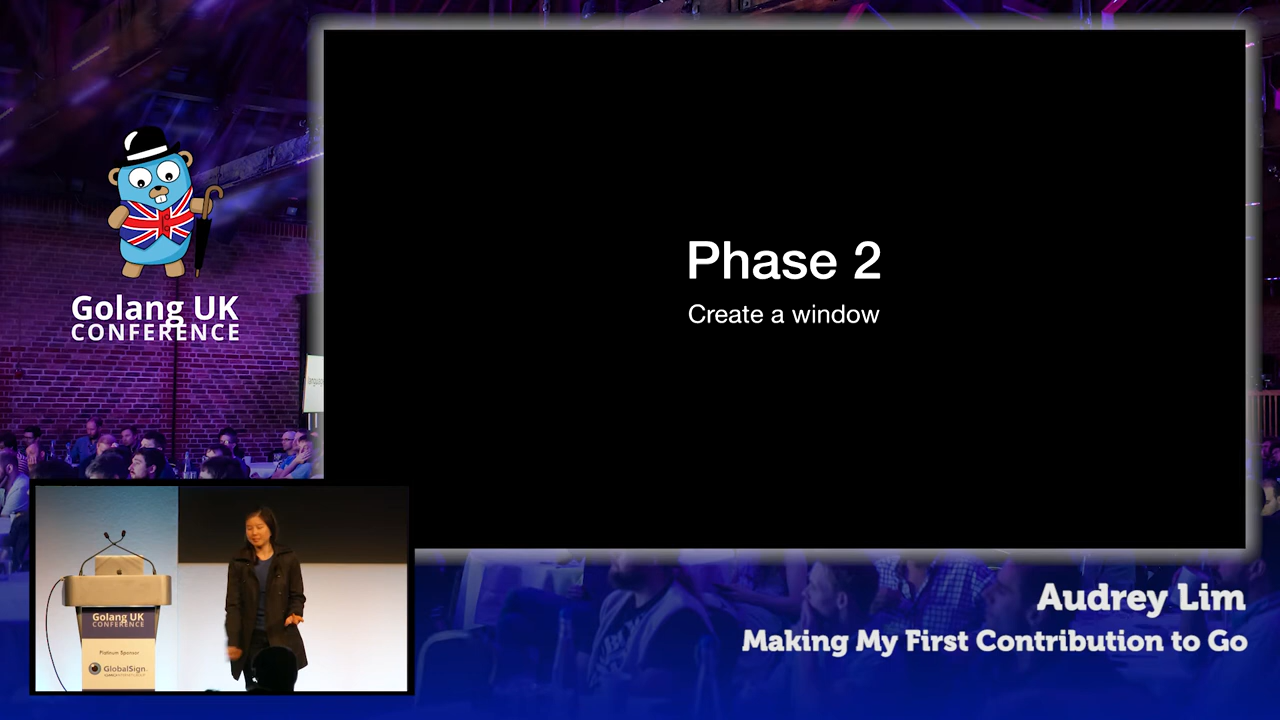 Golang UK
CONFERENCE
Phase 2
Create a window
Golang UK
CONFERENCE
Platinum Sponsor
GlobalSign
Audrey Lim
Making My First Contribution to Go